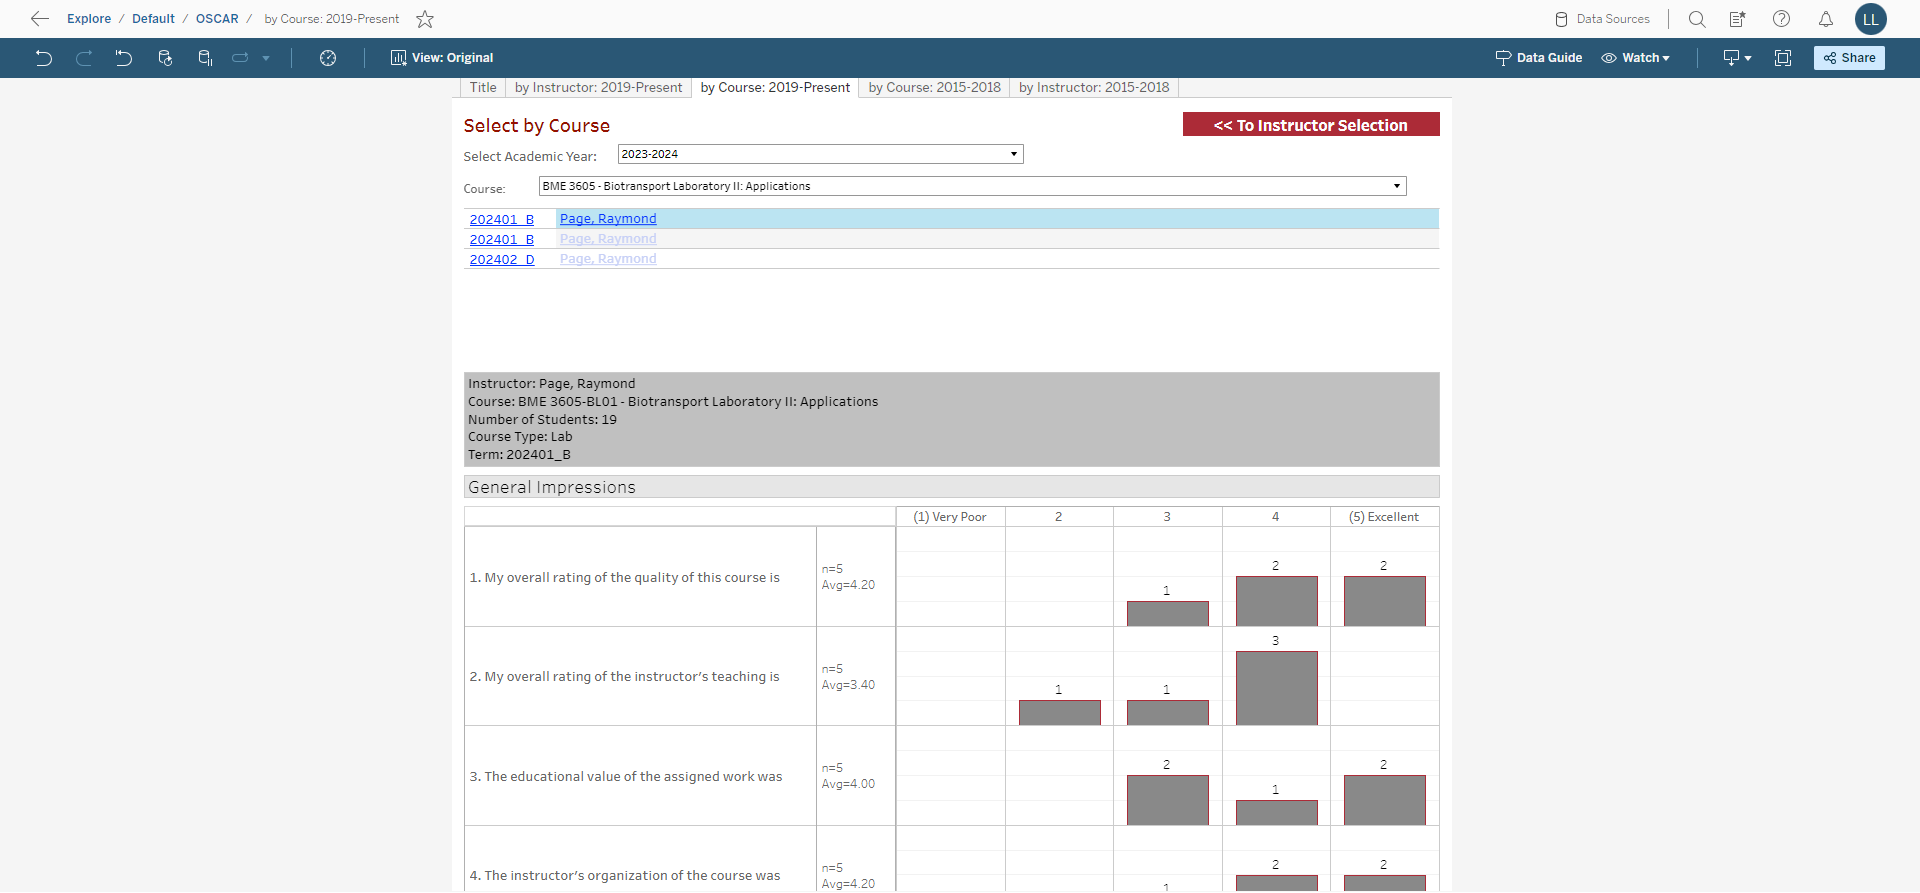 Explore / Default / OSCAR / by Course: 2019-Present
Data Sources
LL
View: Original
Data Guide
Watch
Share
Title
by Instructor: 2019-Present
by Course: 2019-Present
by Course: 2015-2018
by Instructor: 2015-2018
Select by Course
<< To Instructor Selection
Select Academic Year: 2023-2024
Course: BME 3605 - Biotransport Laboratory II: Applications
202401_B Page, Raymond
202401_B Page, Raymond
202402_D Page, Raymond
Instructor: Page, Raymond
Course: BME 3605-BL01 - Biotransport Laboratory II: Applications
Number of Students: 19
Course Type: Lab
Term: 202401_B
General Impressions
(1) Very Poor 2 3 4 (5) Excellent
1. My overall rating of the quality of this course is
n=5
Avg=4.20
1 2 2
2. My overall rating of the instructor's teaching is
n=5
Avg=3.40
1 1 3
3. The educational value of the assigned work was
n=5
Avg=4.00
2 1 2
4. The instructor's organization of the course was
n=5
Avg=4.20
1 2 2